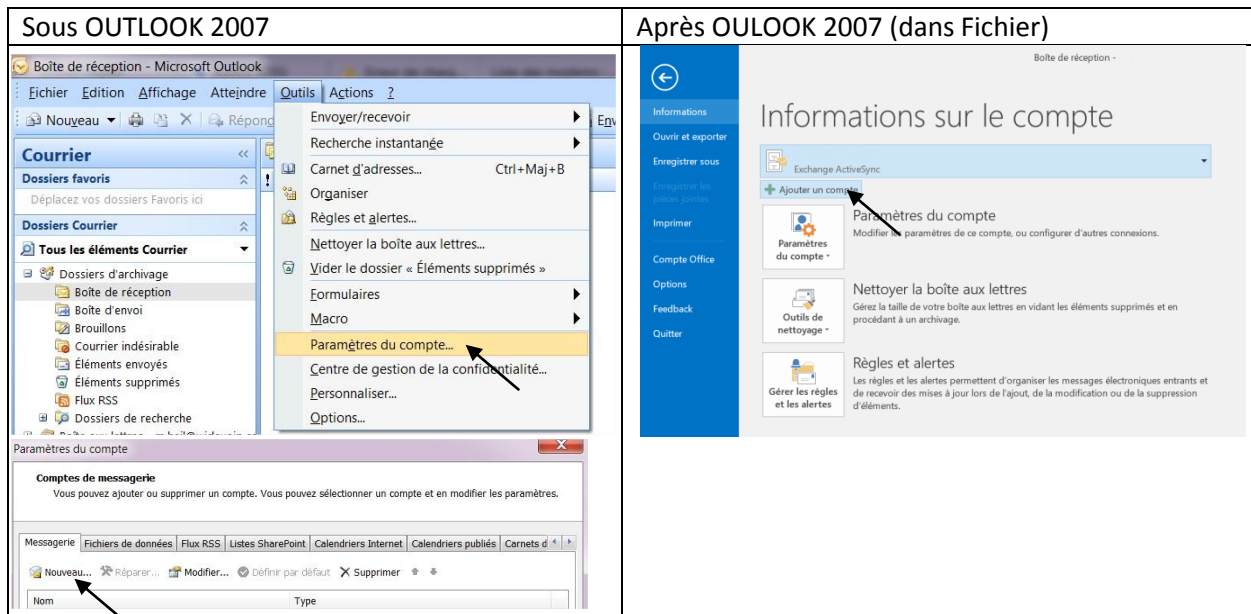 Sous OUTLOOK 2007
Boîte de réception - Microsoft Outlook
Fichier Edition Affichage Atteindre Outils Actions ?
Nouveau Répond
Courrier «
Dossiers favoris
Déplacez vos dossiers Favoris ici
Dossiers Courrier
Tous les éléments Courrier
Dossiers d'archivage
Boîte de réception
Boîte d'envoi
Brouillons
Courrier indésirable
Éléments envoyés
Éléments supprimés
Flux RSS
Dossiers de recherche
Envoyer/recevoir
Recherche instantanée
Carnet d'adresses... Ctrl+Maj+B
Organiser
Règles et alertes...
Nettoyer la boîte aux lettres...
Vider le dossier « Éléments supprimés »
Formulaires
Macro
Paramètres du compte...
Centre de gestion de la confidentialité...
Personnaliser...
Options...
Paramètres du compte
Comptes de messagerie
Vous pouvez ajouter ou supprimer un compte. Vous pouvez sélectionner un compte et en modifier les paramètres.
Messagerie Fichiers de données Flux RSS Listes SharePoint Calendriers Internet Calendriers publiés Carnets d
Nouveau... Réparer... Modifier... Définir par défaut Supprimer
Nom Type
Après OULOOK 2007 (dans Fichier)
Boîte de réception -
Informations
Ouvrir et exporter
Enregistrer sous
Enregistrer les
pièces jointes
Imprimer
Compte Office
Options
Feedback
Quitter
Informations sur le compte
Exchange ActiveSync
Ajouter un compte
Paramètres
du compte
Paramètres du compte
Modifier les paramètres de ce compte, ou configurer d'autres connexions.
Outils de
nettoyage
Nettoyer la boîte aux lettres
Gérez la taille de votre boîte aux lettres en vidant les éléments supprimés et en
procédant à un archivage.
Gérer les règles
et les alertes
Règles et alertes
Les règles et les alertes permettent d'organiser les messages électroniques entrants et
de recevoir des mises à jour lors de l'ajout, de la modification ou de la suppression
d'éléments.